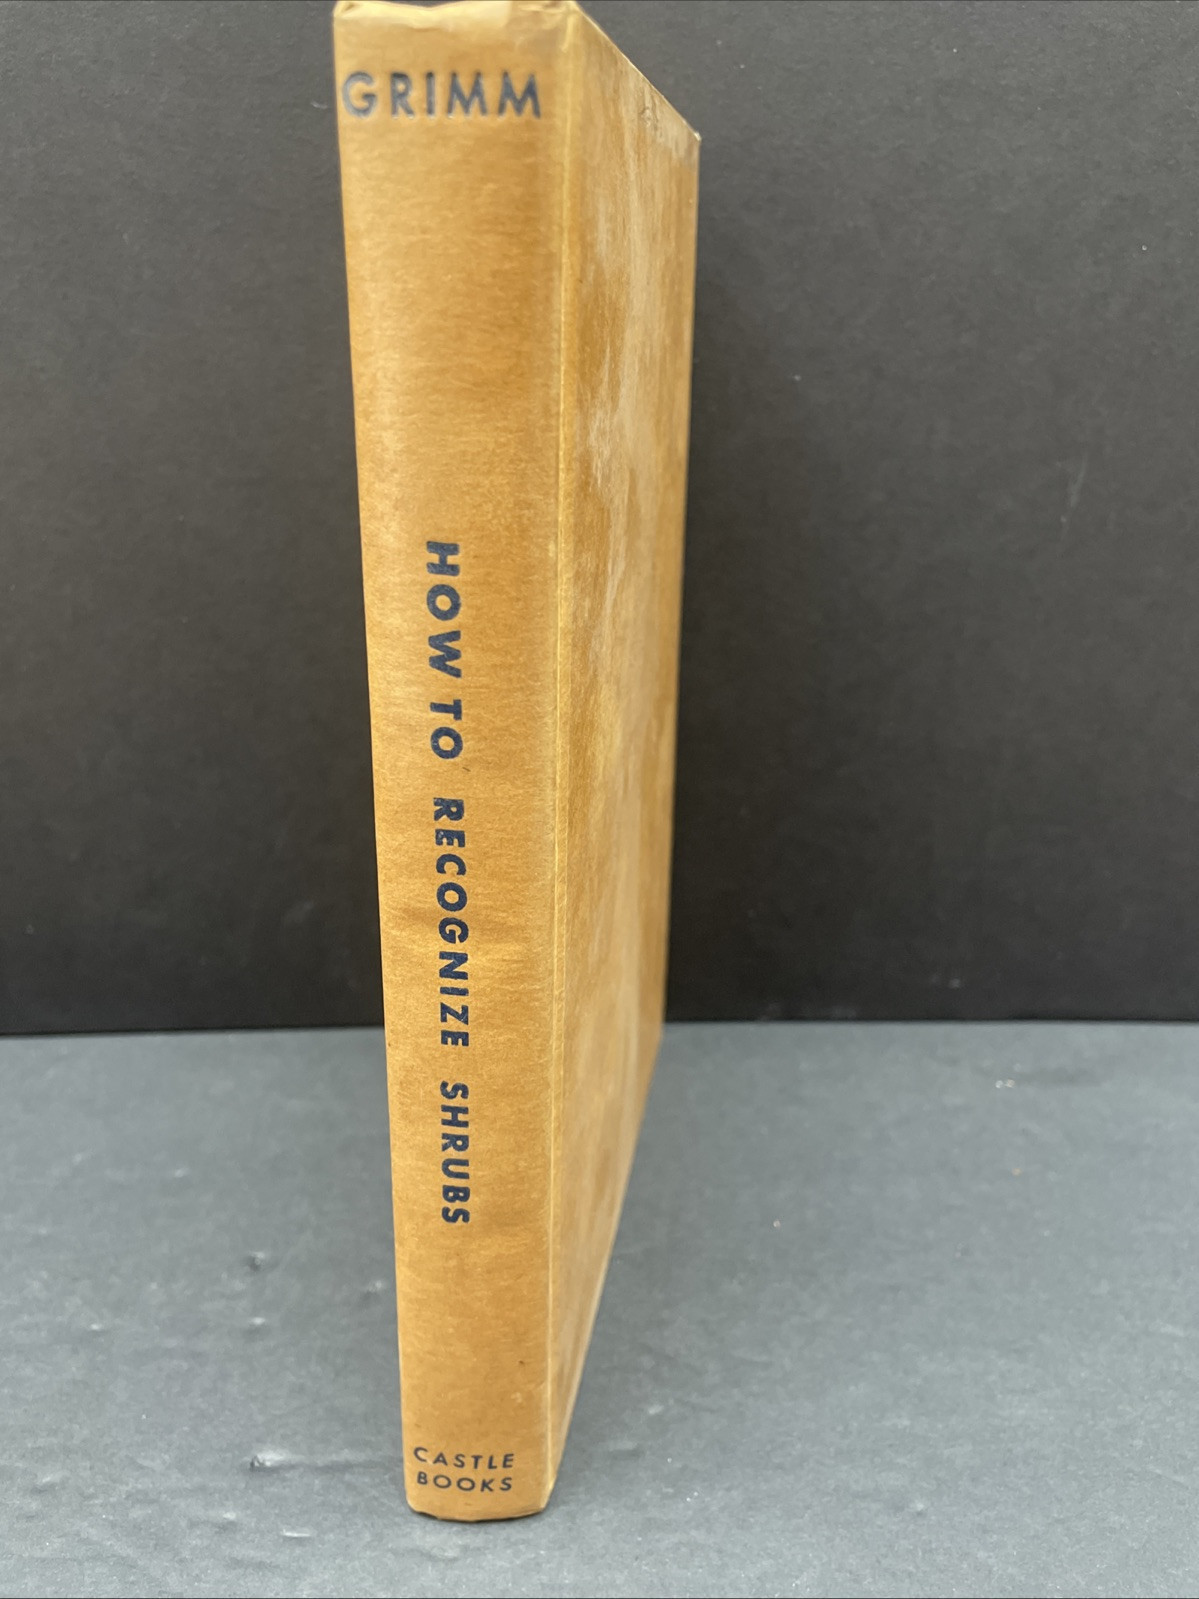 GRIMM
HOW TO RECOGNIZE SHRUBS
CASTLE
BOOKS